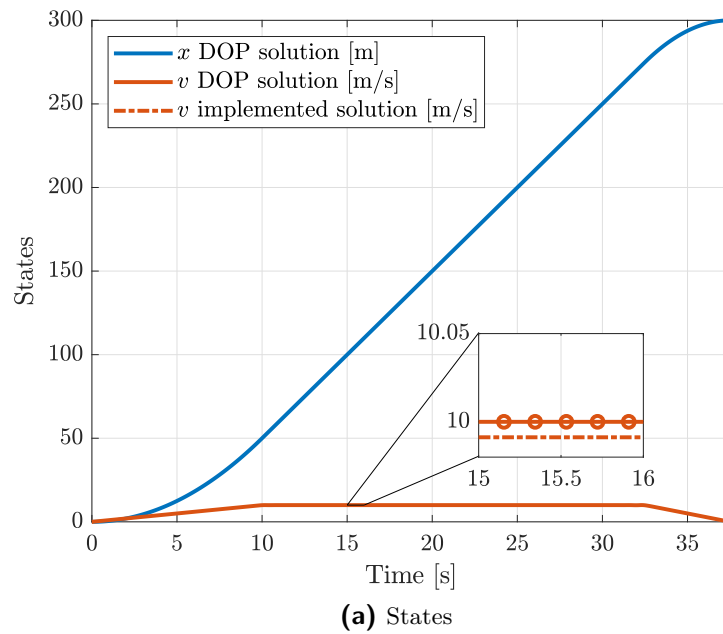 300
250
200
150
100
50
0
States
x DOP solution [m]
v DOP solution [m/s]
v implemented solution [m/s]
10.05
10
15 15.5 16
0 5 10 15 20 25 30 35
Time [s]
(a) States